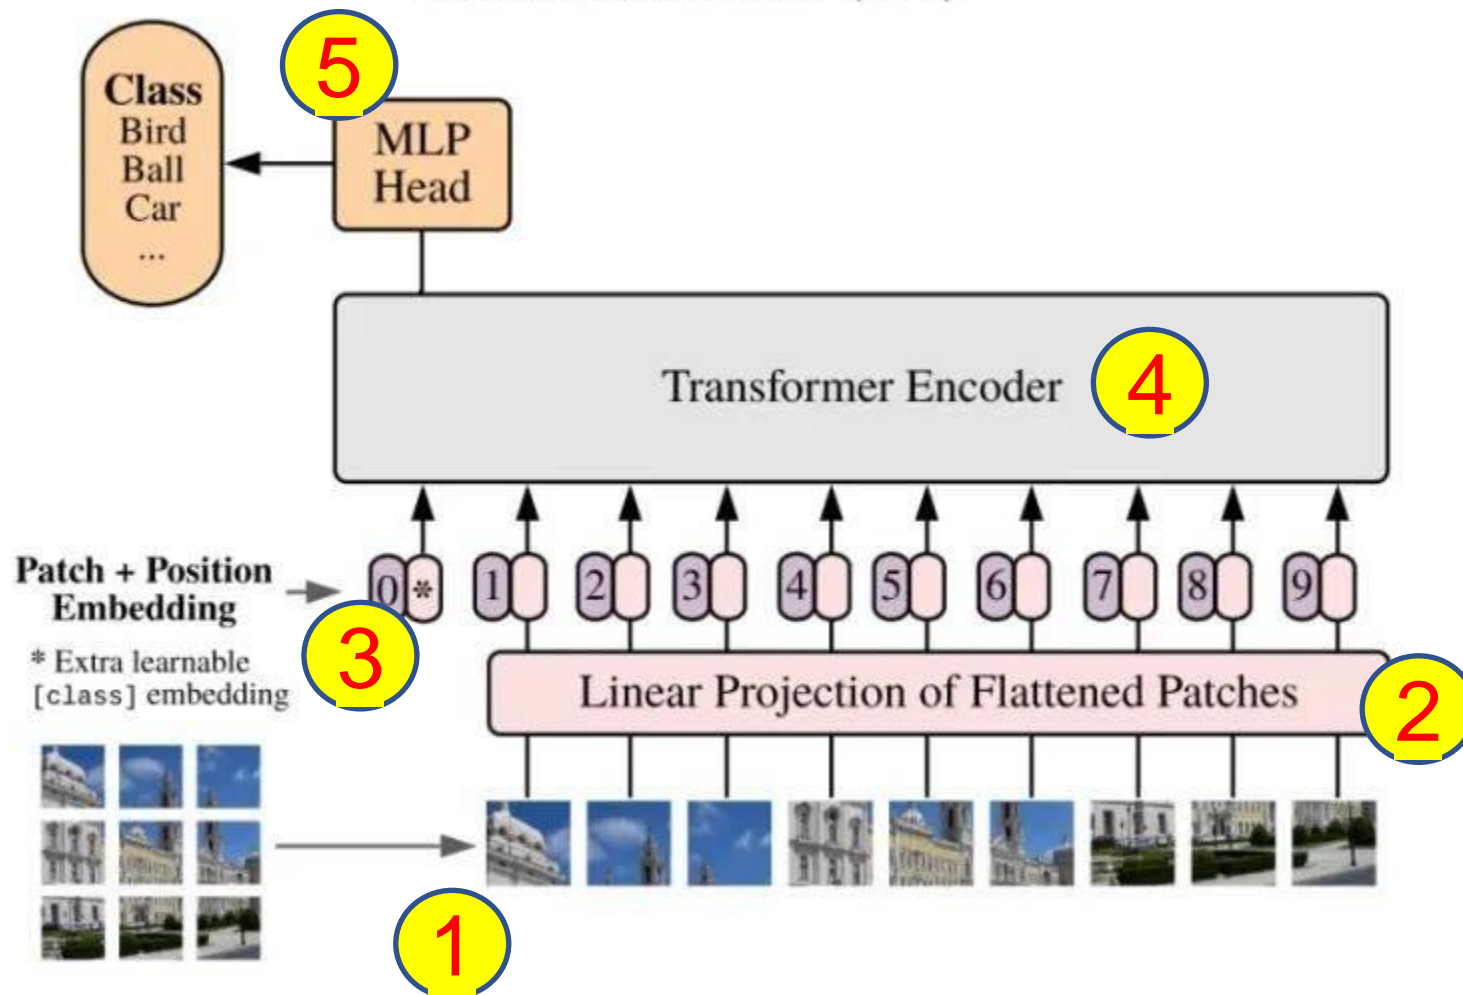 5
Class
Bird
Ball
Car
...
MLP
Head
Transformer Encoder
4
Patch + Position
Embedding
0 * 1 2 3 4 5 6 7 8 9
3
* Extra learnable
[class] embedding
Linear Projection of Flattened Patches
2
1